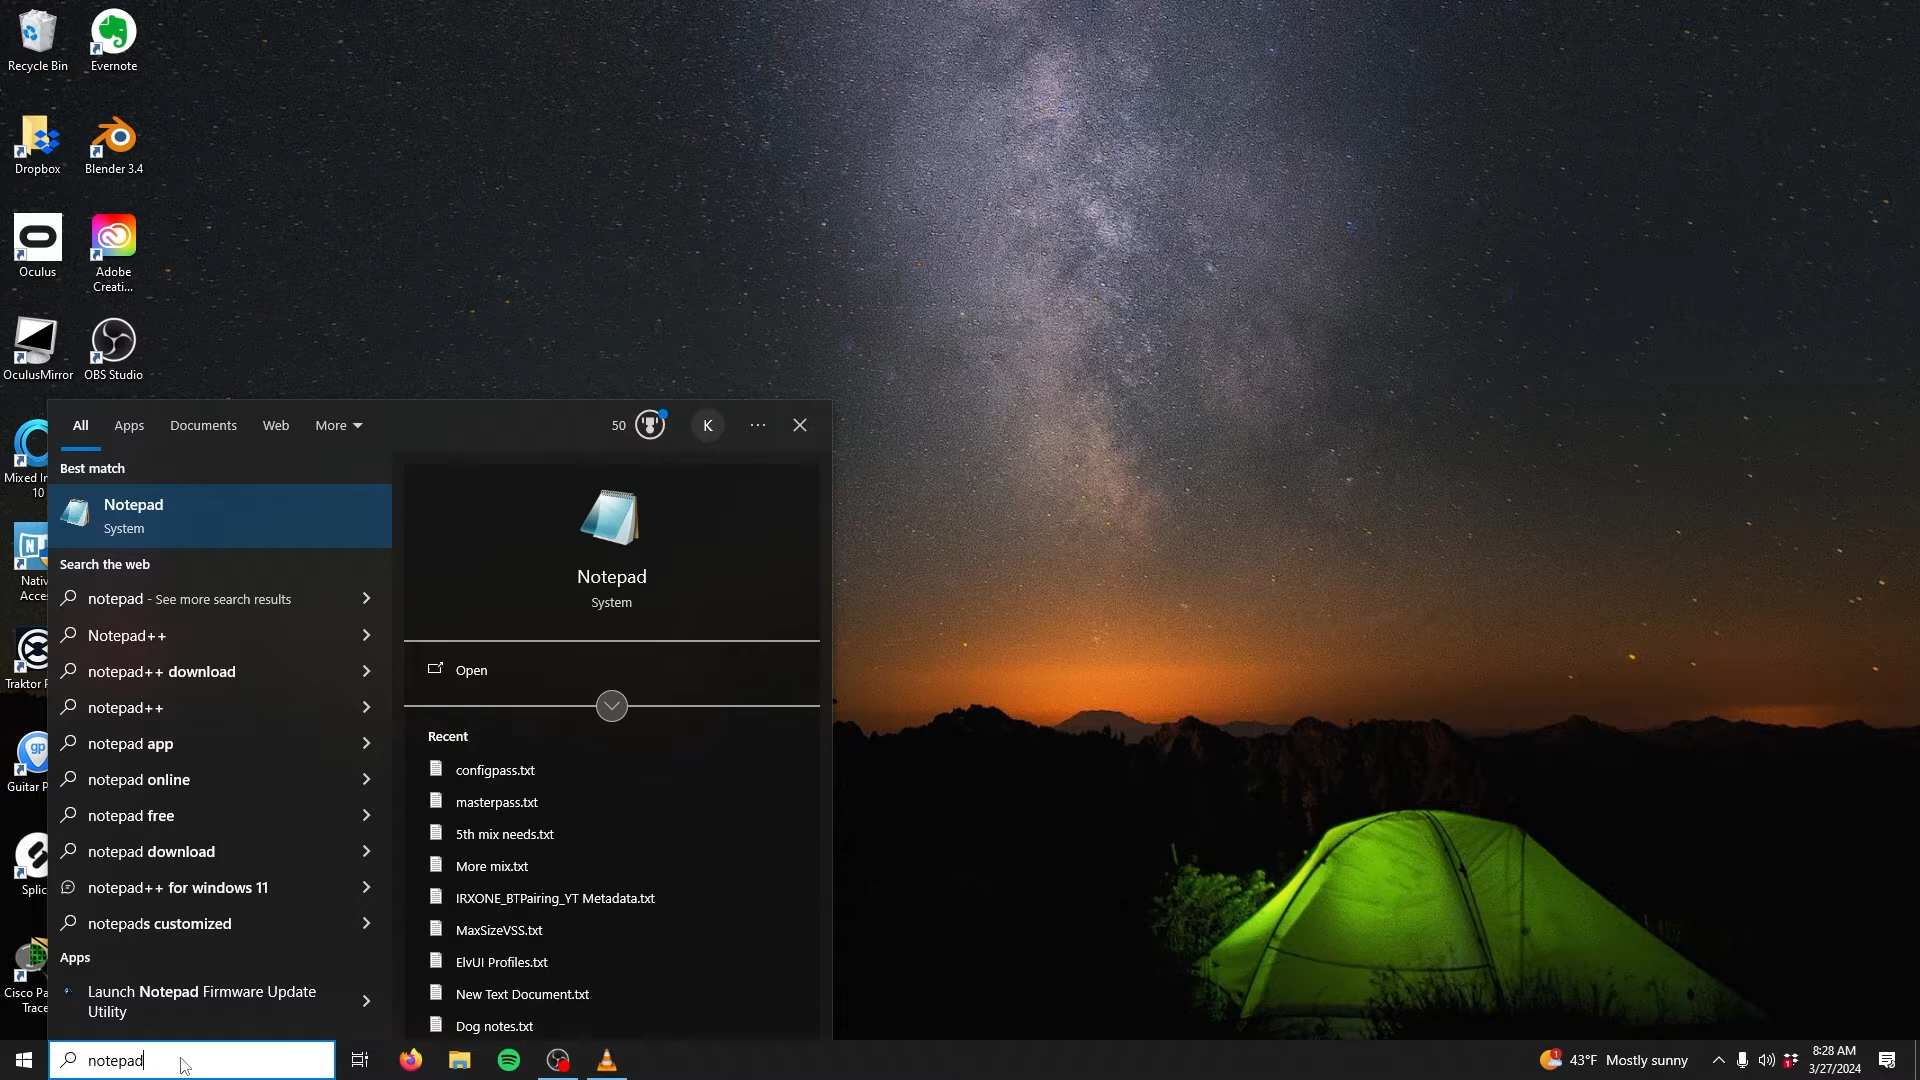 Recycle Bin
Evernote
Dropbox
Blender 3.4
Oculus
Adobe
Creati...
OculusMirror
OBS Studio
Mixed In
10
Nativ
Acces
Traktor P
Guitar P
Splic
Cisco Pa
Trace
All
Apps
Documents
Web
More
50
K
Best match
Notepad
System
Search the web
notepad - See more search results
Notepad++
notepad++ download
notepad++
notepad app
notepad online
notepad free
notepad download
notepad++ for windows 11
notepads customized
Apps
Launch Notepad Firmware Update
Utility
Notepad
System
Open
Recent
configpass.txt
masterpass.txt
5th mix needs.txt
More mix.txt
IRXONE_BTPairing_YT Metadata.txt
MaxSizeVSS.txt
ElvUI Profiles.txt
New Text Document.txt
Dog notes.txt
notepad
1
43°F Mostly sunny
1
8:28 AM
3/27/2024